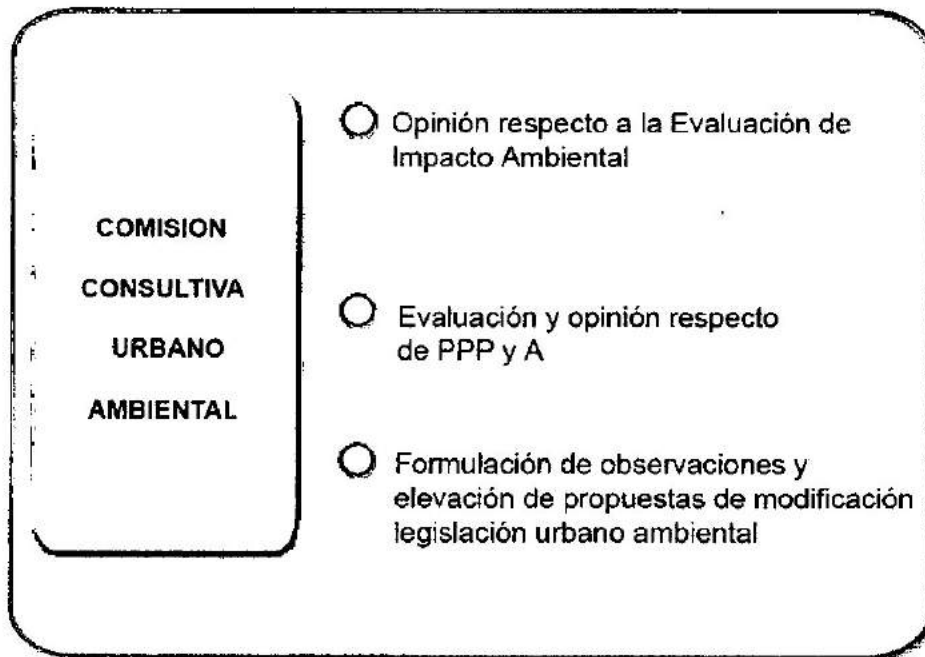 COMISION
CONSULTIVA
URBANO
AMBIENTAL
Opinión respecto a la Evaluación de
Impacto Ambiental
Evaluación y opinión respecto
de PPP y A
Formulación de observaciones y
elevación de propuestas de modificación
legislación urbano ambiental